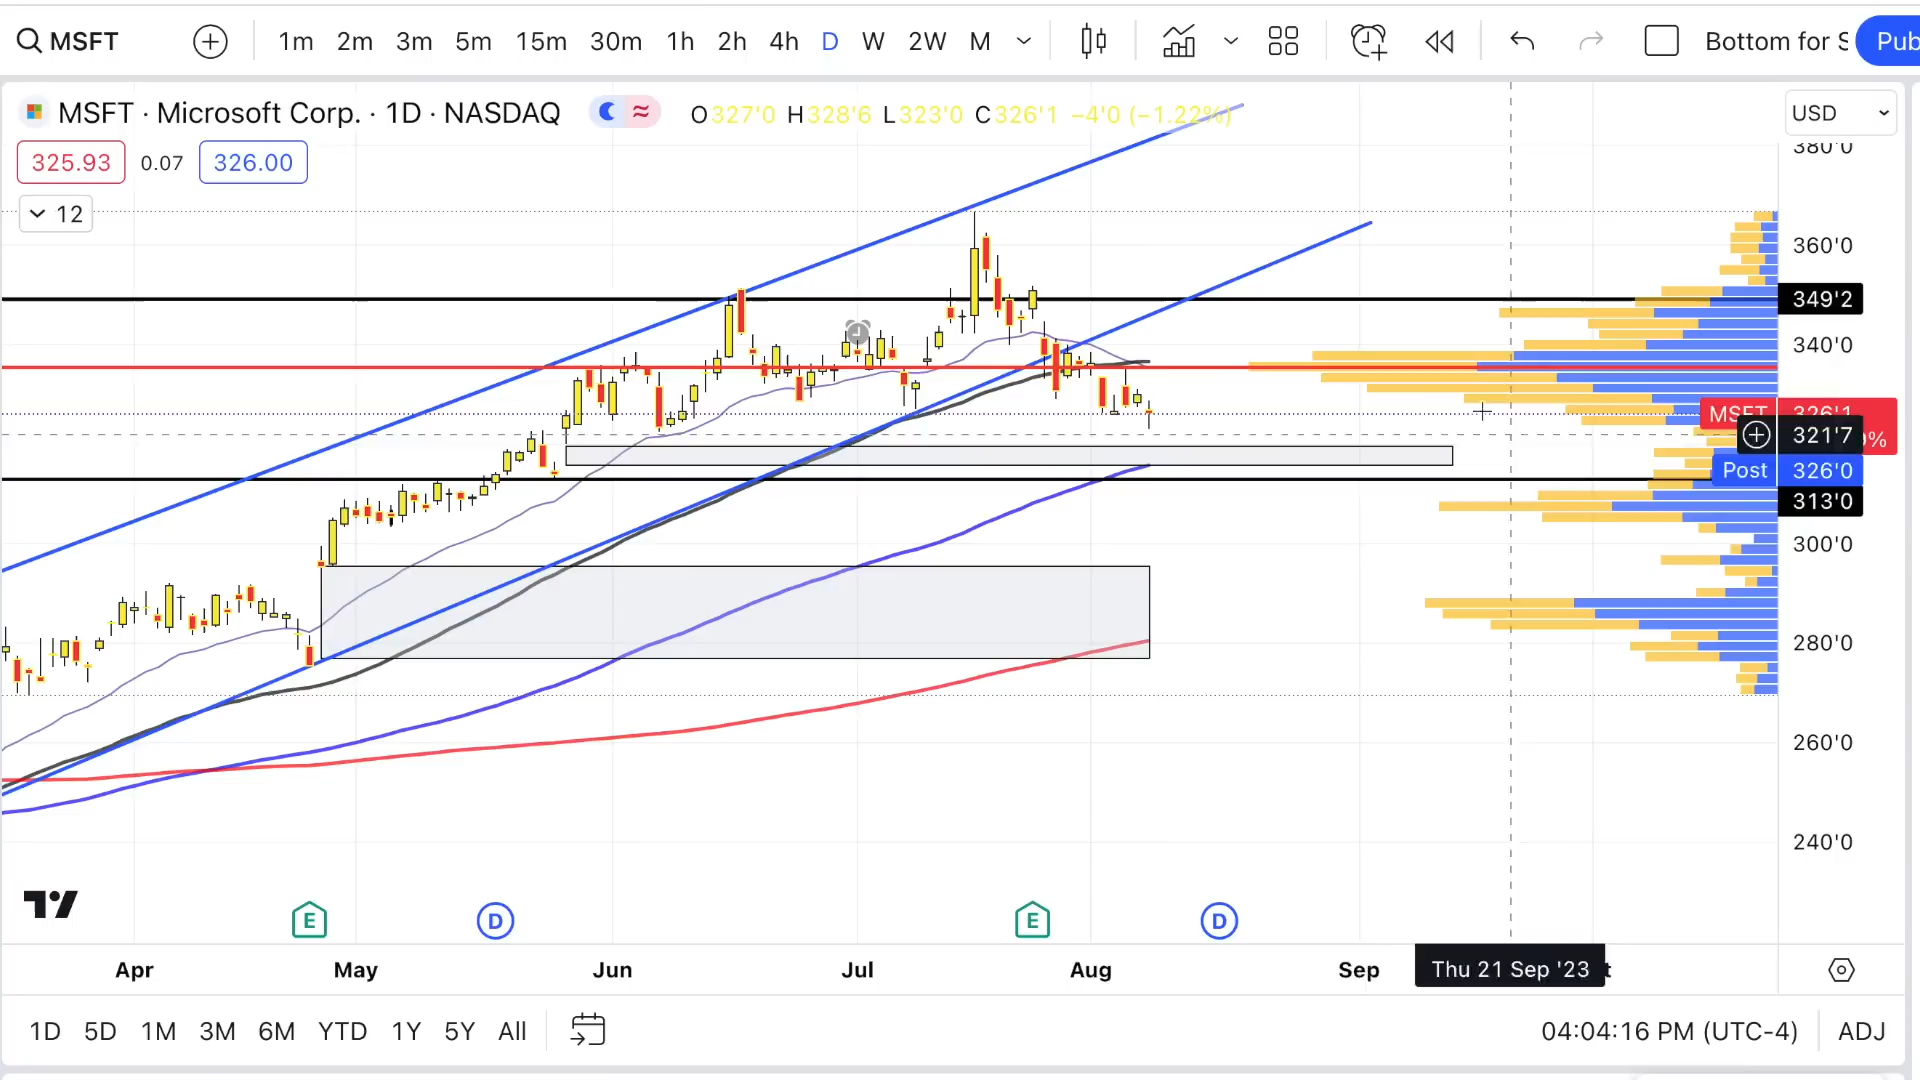 MSFT 1m 2m 3m 5m 15m 30m 1h 2h 4h D W 2W M Bottom for S Pub
MSFT · Microsoft Corp. · 1D · NASDAQ O327'0 H328'6 L323'0 C326'1 −4'0 (−1.22%) USD
380'0
325.93 0.07 326.00
12
360'0
349'2
340'0
MSFT 326'1
321'7 %
Post 326'0
313'0
300'0
280'0
260'0
240'0
E D E D
Apr May Jun Jul Aug Sep Thu 21 Sep '23
1D 5D 1M 3M 6M YTD 1Y 5Y All 04:04:16 PM (UTC-4) ADJ